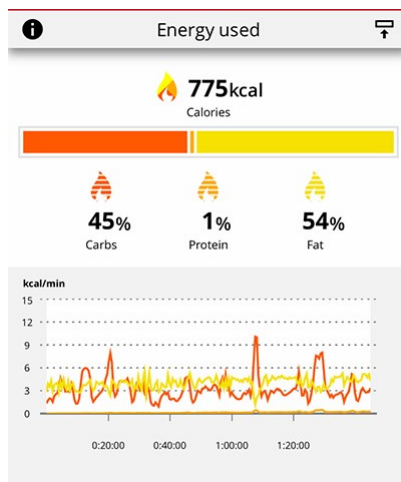 Energy used
775kcal
Calories
45% 1% 54%
Carbs Protein Fat
kcal/min
15
12
9
6
3
0
0:20:00 0:40:00 1:00:00 1:20:00